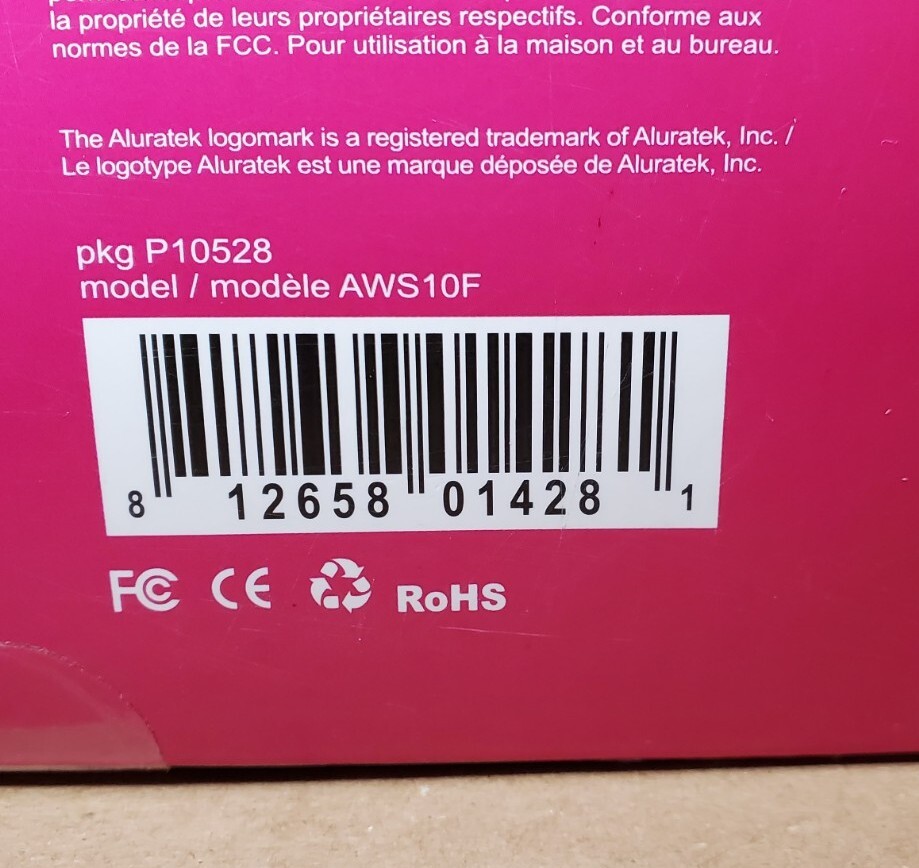 la propriété de leurs propriétaires respectifs. Conforme aux
normes de la FCC. Pour utilisation à la maison et au bureau.
The Aluratek logomark is a registered trademark of Aluratek, Inc. /
Le logotype Aluratek est une marque déposée de Aluratek, Inc.
pkg P10528
model / modèle AWS10F
8 12658 01428 1
FC CE RoHS